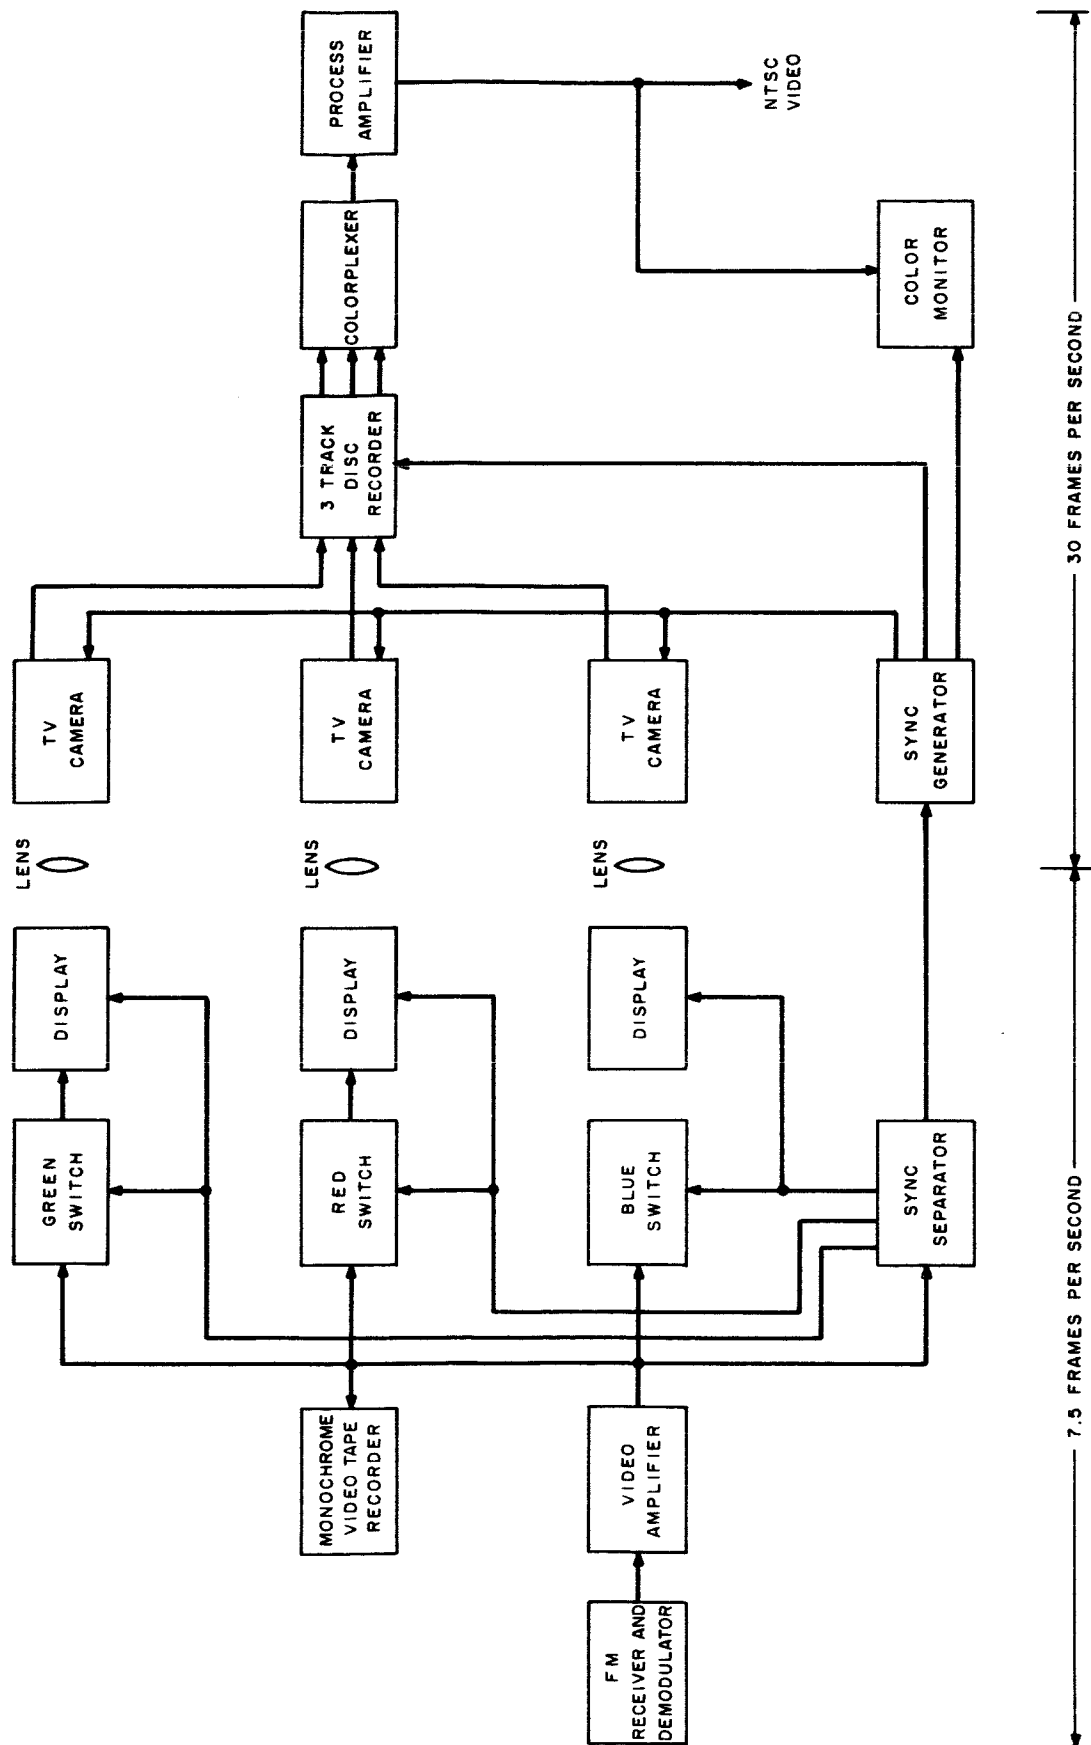 FM
RECEIVER AND
DEMODULATOR
VIDEO
AMPLIFIER
MONOCHROME
VIDEO TAPE
RECORDER
GREEN
SWITCH
DISPLAY
LENS
TV
CAMERA
RED
SWITCH
DISPLAY
LENS
TV
CAMERA
BLUE
SWITCH
DISPLAY
LENS
TV
CAMERA
SYNC
SEPARATOR
SYNC
GENERATOR
3 TRACK
DISC
RECORDER
COLORPLEXER
PROCESS
AMPLIFIER
NTSC
VIDEO
COLOR
MONITOR
7.5 FRAMES PER SECOND
30 FRAMES PER SECOND